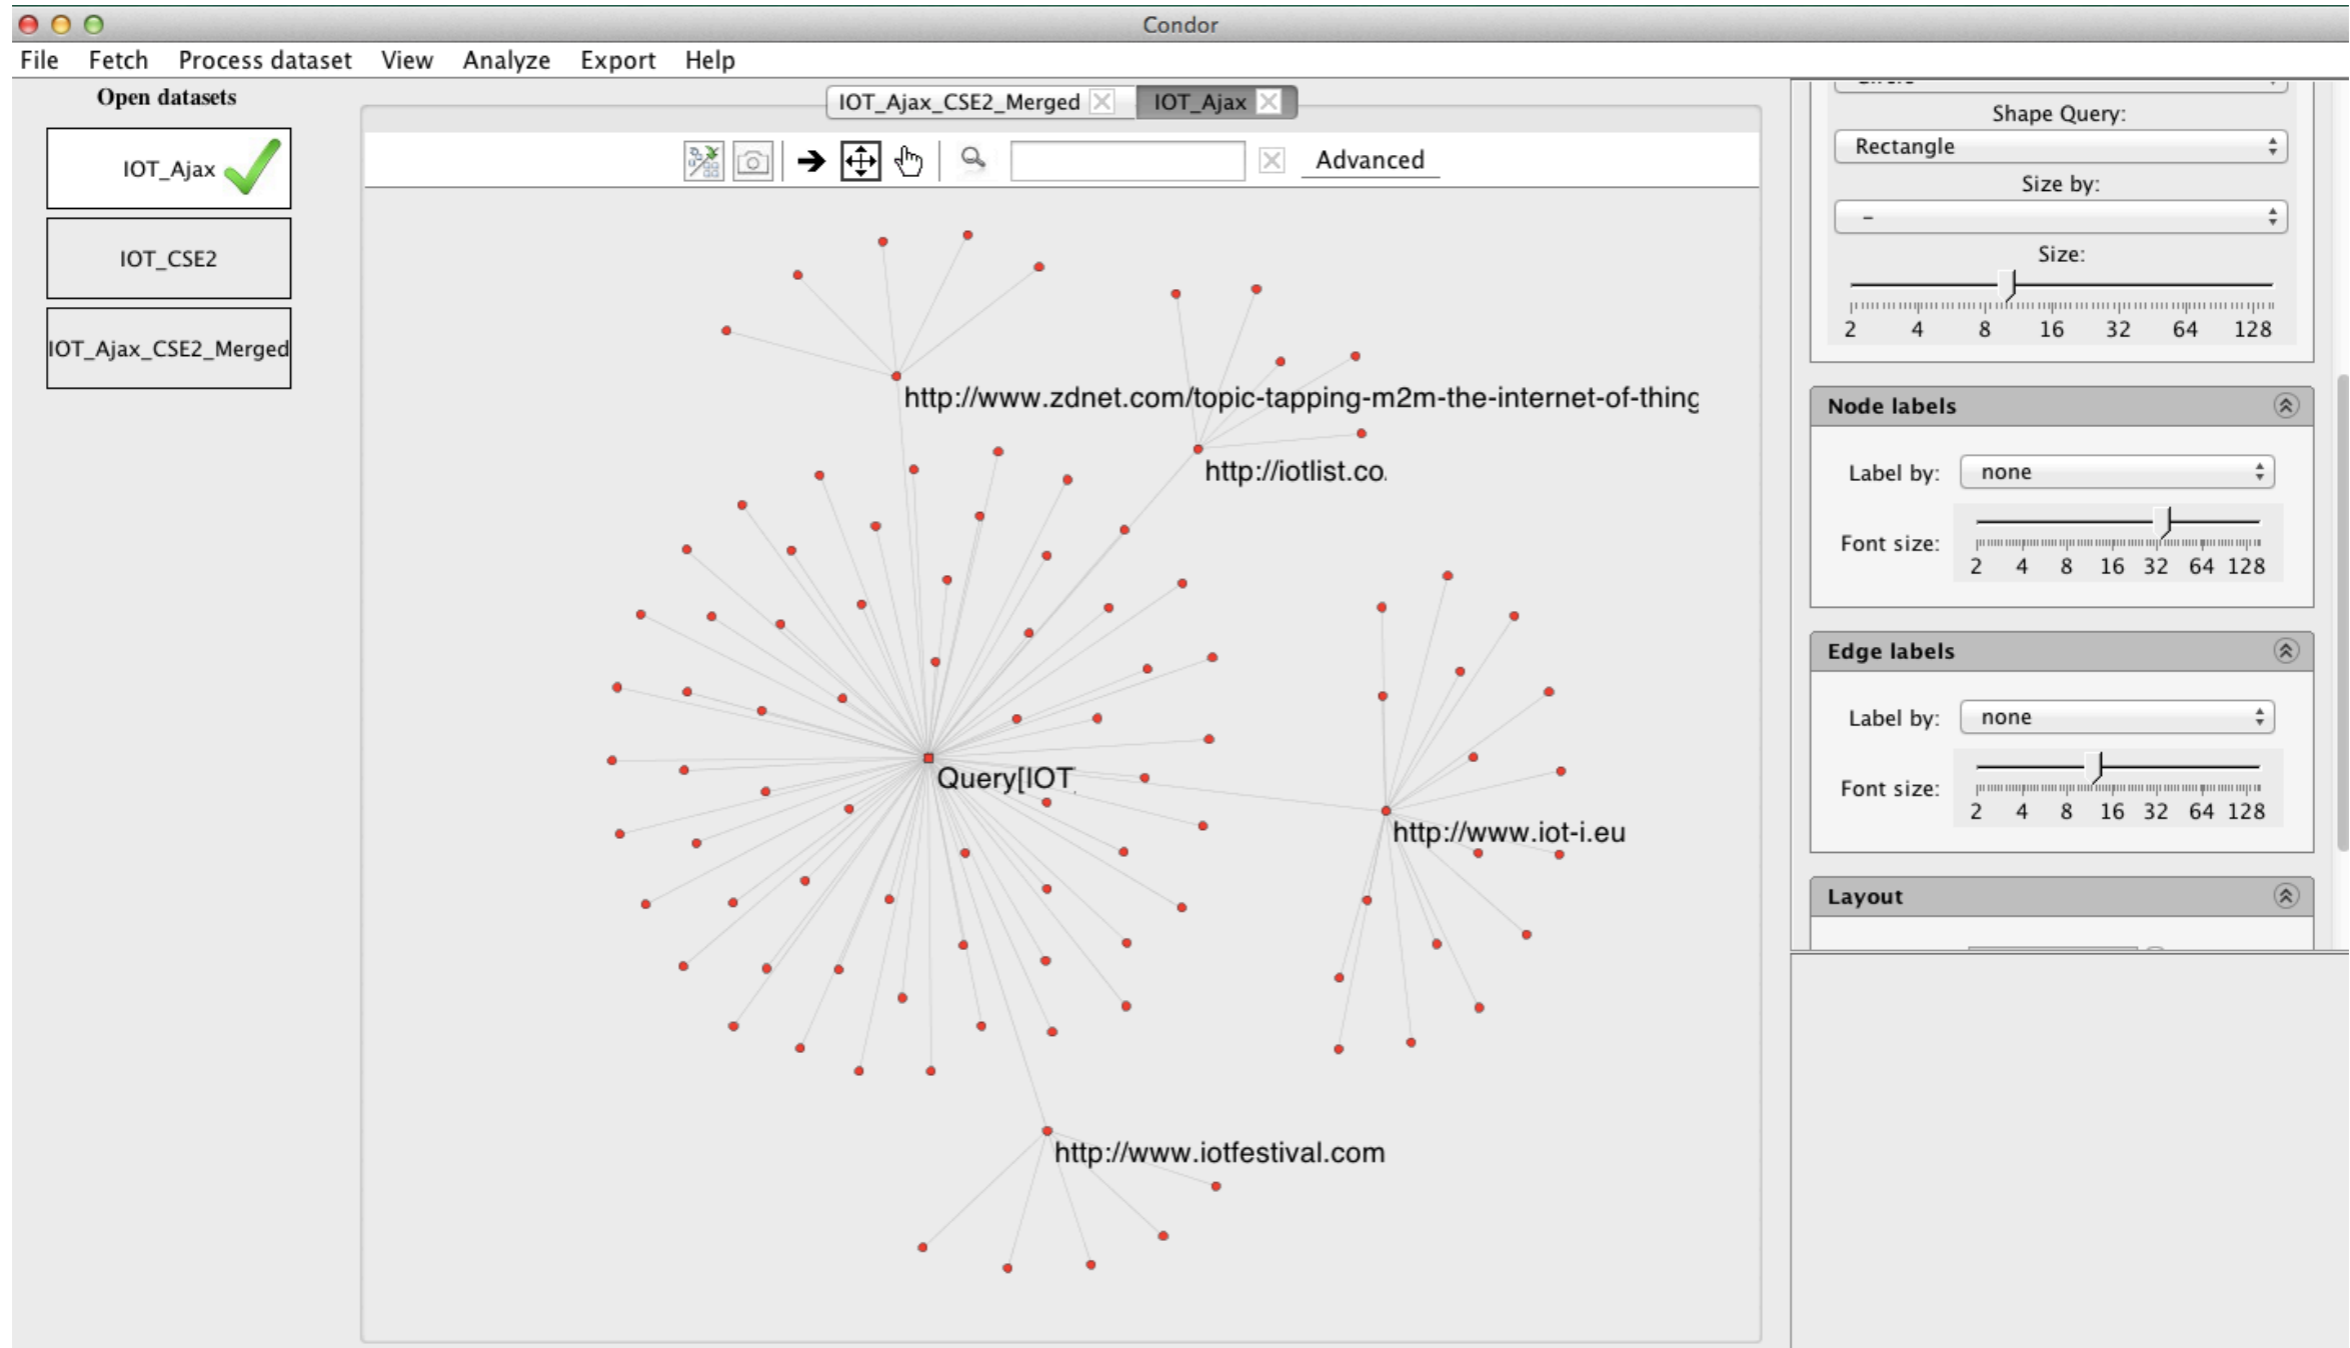 Condor
File Fetch Process dataset View Analyze Export Help
Open datasets
IOT_Ajax
IOT_CSE2
IOT_Ajax_CSE2_Merged
IOT_Ajax_CSE2_Merged IOT_Ajax
Advanced
http://www.zdnet.com/topic-tapping-m2m-the-internet-of-thing
http://iotlist.co
Query[IOT
http://www.iot-i.eu
http://www.iotfestival.com
Shape Query:
Rectangle
Size by:
-
Size:
2 4 8 16 32 64 128
Node labels
Label by: none
Font size:
2 4 8 16 32 64 128
Edge labels
Label by: none
Font size:
2 4 8 16 32 64 128
Layout